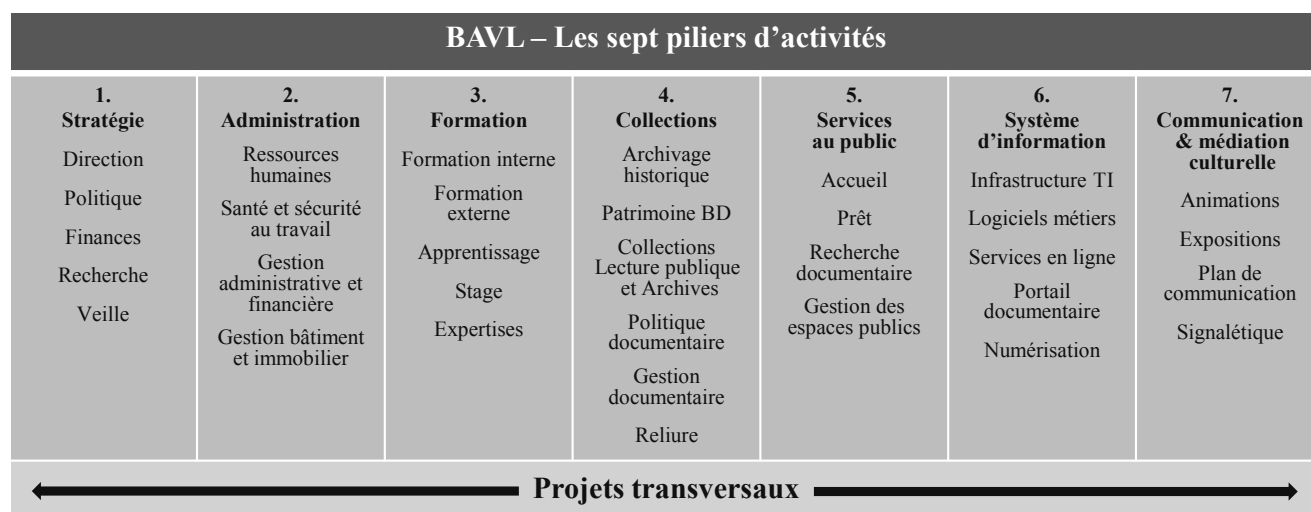 BAVL – Les sept piliers d’activités
1.
Stratégie
Direction
Politique
Finances
Recherche
Veille
2.
Administration
Ressources
humaines
Santé et sécurité
au travail
Gestion
administrative et
financière
Gestion bâtiment
et immobilier
3.
Formation
Formation interne
Formation
externe
Apprentissage
Stage
Expertises
4.
Collections
Archivage
historique
Patrimoine BD
Collections
Lecture publique
et Archives
Politique
documentaire
Gestion
documentaire
Reliure
5.
Services
au public
Accueil
Prêt
Recherche
documentaire
Gestion des
espaces publics
6.
Système
d’information
Infrastructure TI
Logiciels métiers
Services en ligne
Portail
documentaire
Numérisation
7.
Communication
& médiation
culturelle
Animations
Expositions
Plan de
communication
Signalétique
Projets transversaux